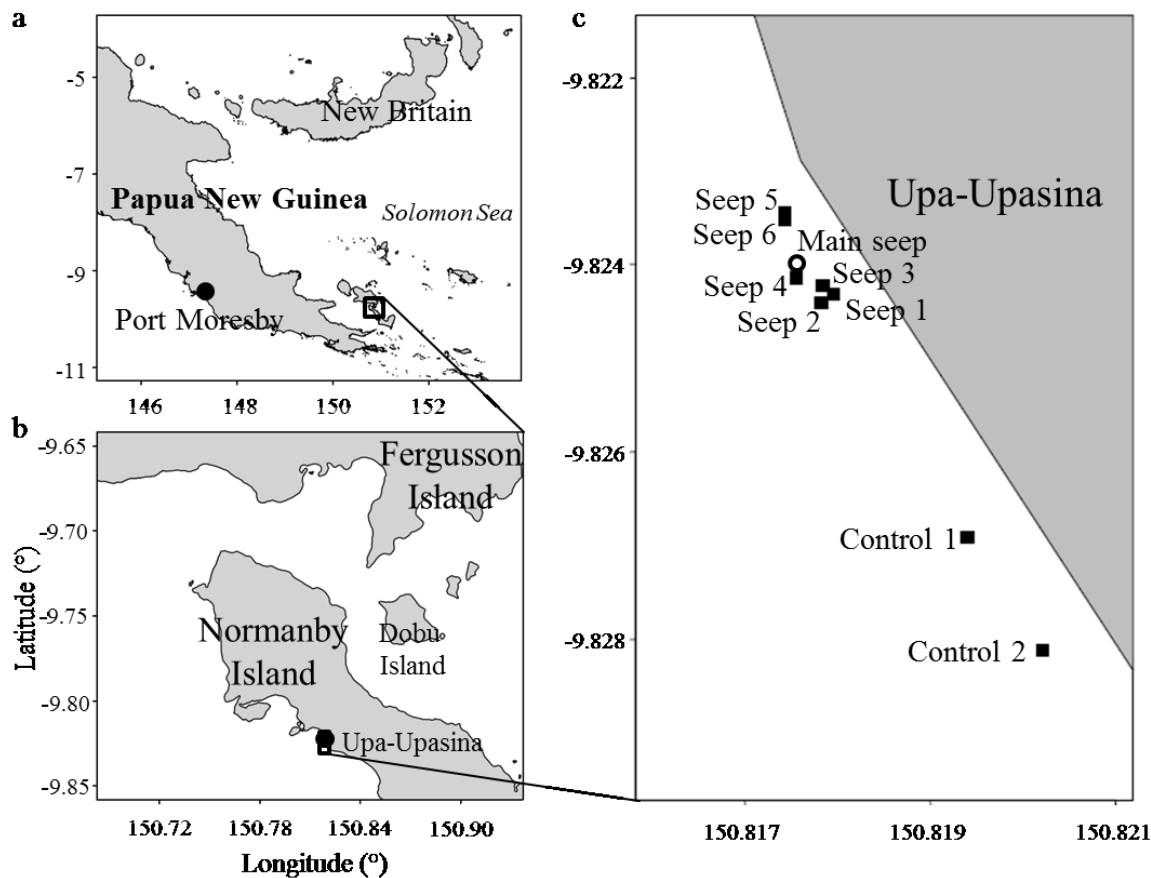 a
-5
-7
-9
-11
New Britain
Papua New Guinea
Solomon Sea
Port Moresby
146
148
150
152
b
-9.65
-9.70
-9.75
-9.80
-9.85
Latitude (°)
Fergusson
Island
Normanby
Island
Dobu
Island
Upa-Upasina
150.72
150.78
150.84
150.90
Longitude (°)
c
-9.822
-9.824
-9.826
-9.828
Upa-Upasina
Seep 5
Seep 6
Main seep
Seep 4
Seep 3
Seep 2
Seep 1
Control 1
Control 2
150.817
150.819
150.821